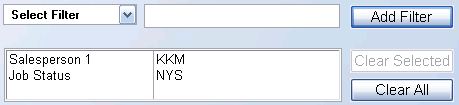 Select Filter Add Filter
Salesperson 1 KKM Clear Selected
Job Status NYS
Clear All